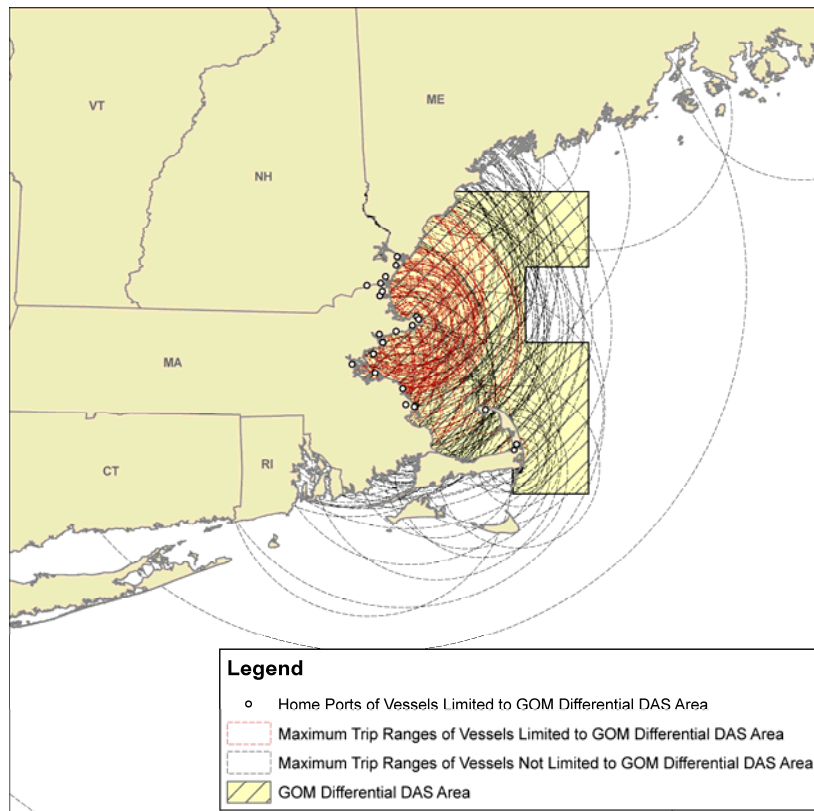 ME
VT
NH
MA
CT
RI
Legend
Home Ports of Vessels Limited to GOM Differential DAS Area
Maximum Trip Ranges of Vessels Limited to GOM Differential DAS Area
Maximum Trip Ranges of Vessels Not Limited to GOM Differential DAS Area
GOM Differential DAS Area